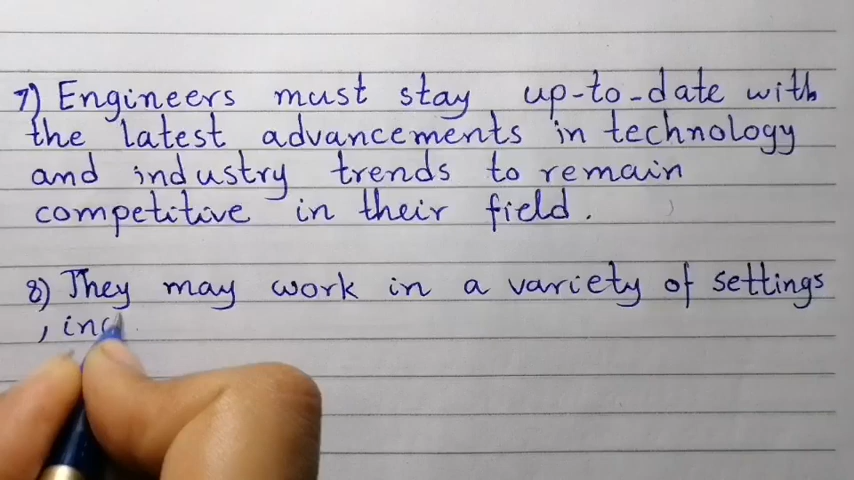 7) Engineers must stay up-to-date with
the latest advancements in technology
and industry trends to remain
competitive in their field.
8) They may work in a variety of settings
, inc